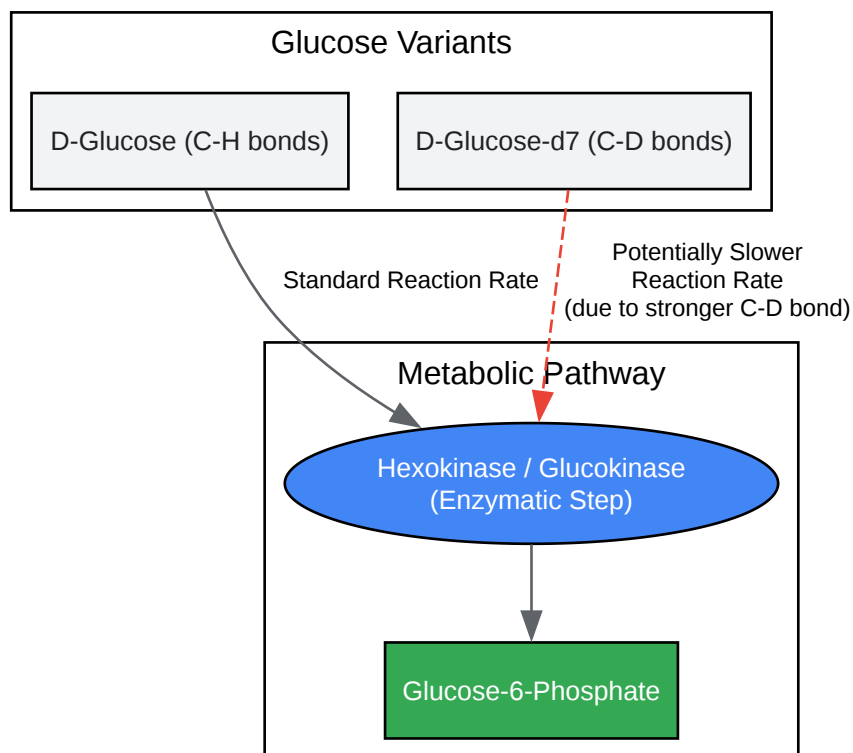 Glucose Variants
D-Glucose (C-H bonds)
D-Glucose-d7 (C-D bonds)
Standard Reaction Rate
Potentially Slower
Reaction Rate
(due to stronger C-D bond)
Metabolic Pathway
Hexokinase / Glucokinase
(Enzymatic Step)
Glucose-6-Phosphate